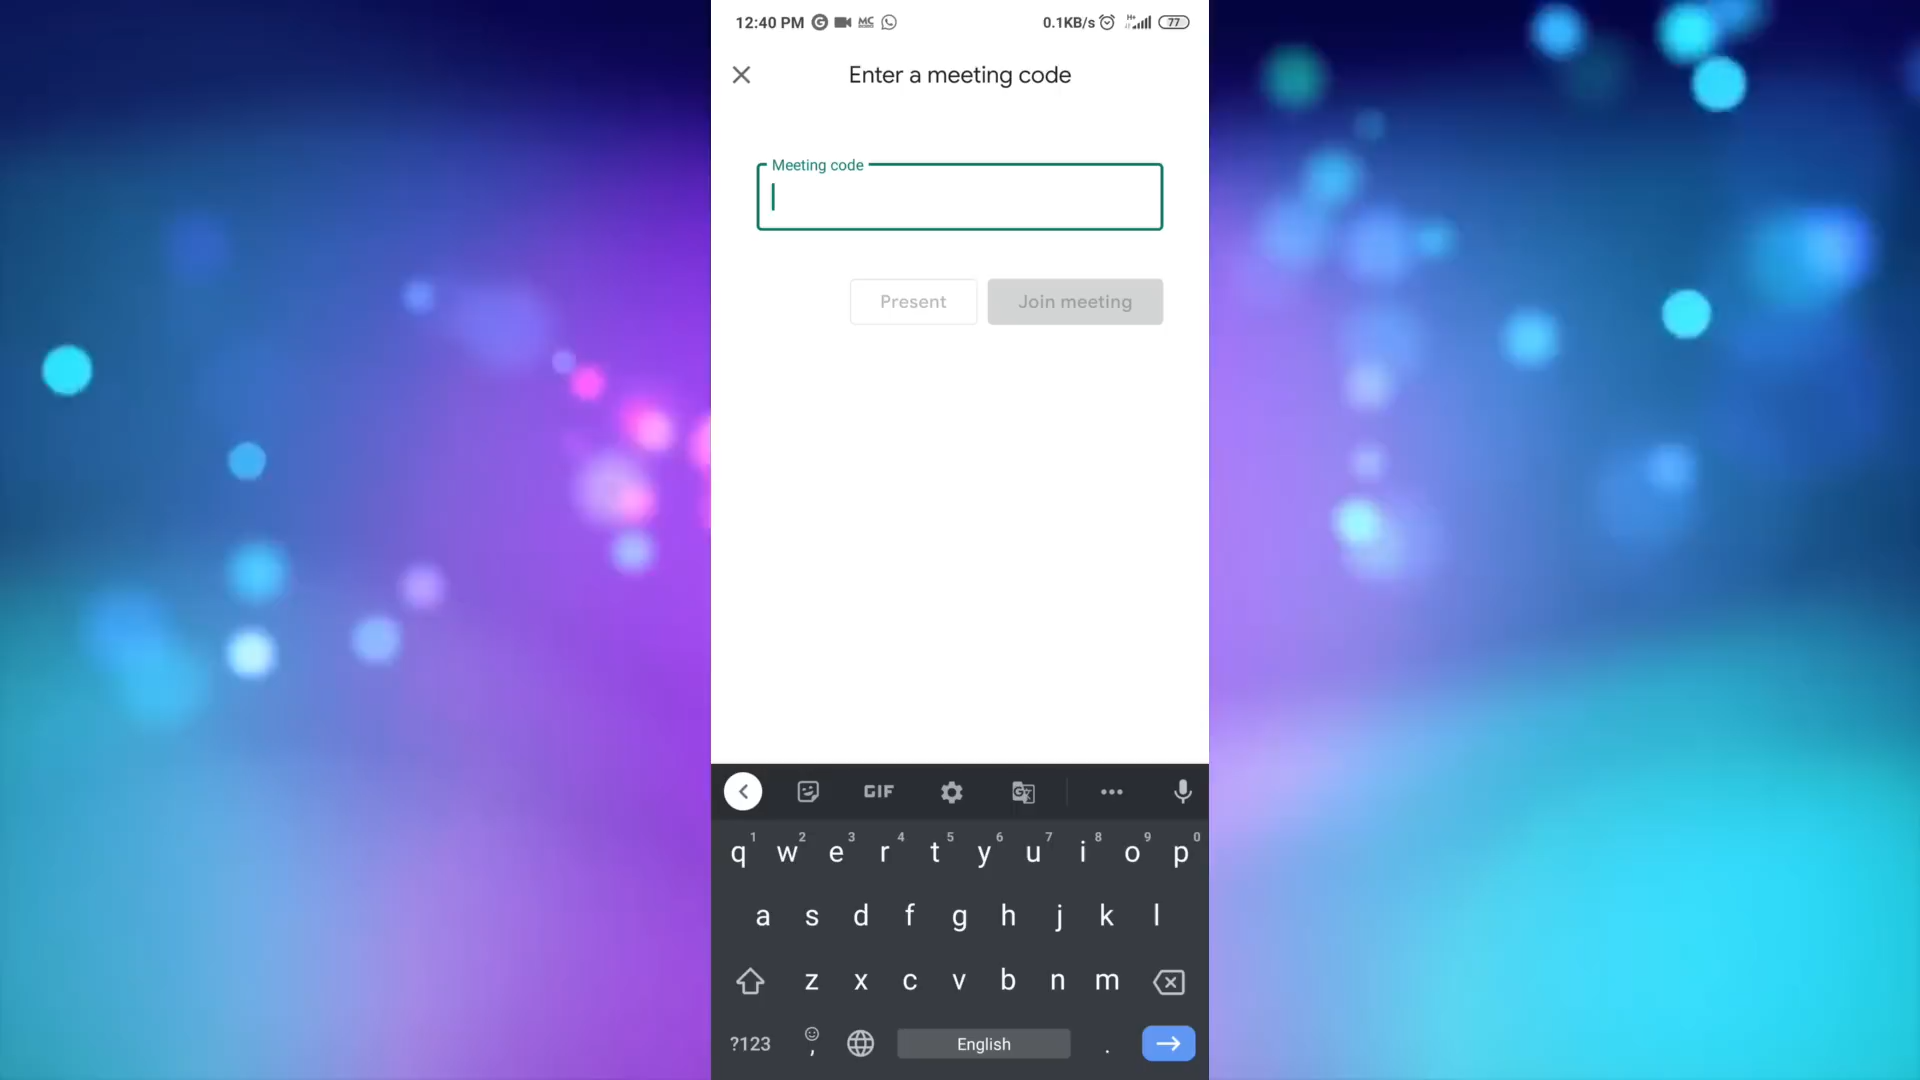 12:40 PM G MC 0.1KB/s H+ 77
Enter a meeting code
Meeting code
Present Join meeting
GIF G
1 2 3 4 5 6 7 8 9 0
q w e r t y u i o p
a s d f g h j k l
z x c v b n m
?123 , English .